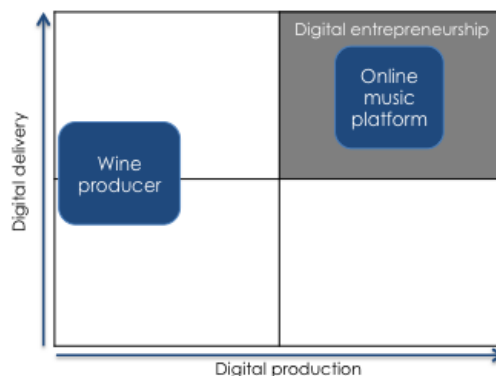 Digital entrepreneurship
Online
music
platform
Wine
producer
Digital delivery
Digital production